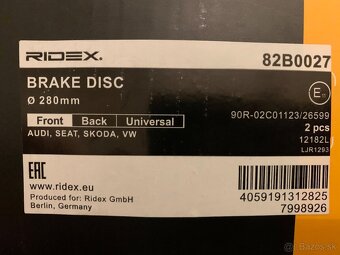 RIDEX
82B0027
BRAKE DISC
Ø 280mm
90R-02C01123/26599
Front Back Universal
2 pcs
AUDI, SEAT, SKODA, VW
12182L
LJR1293
EAC
www.ridex.eu
Produced for: Ridex GmbH
Berlin, Germany
4059191312825
7998926